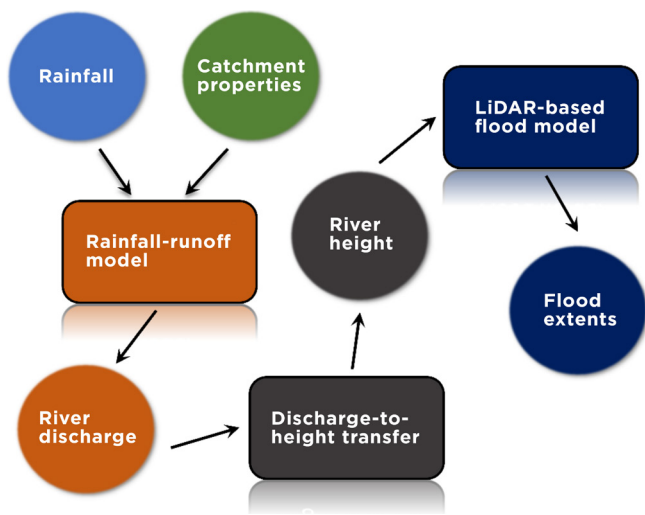 Rainfall
Catchment
properties
Rainfall-runoff
model
River
discharge
Discharge-to-
height transfer
River
height
LiDAR-based
flood model
Flood
extents